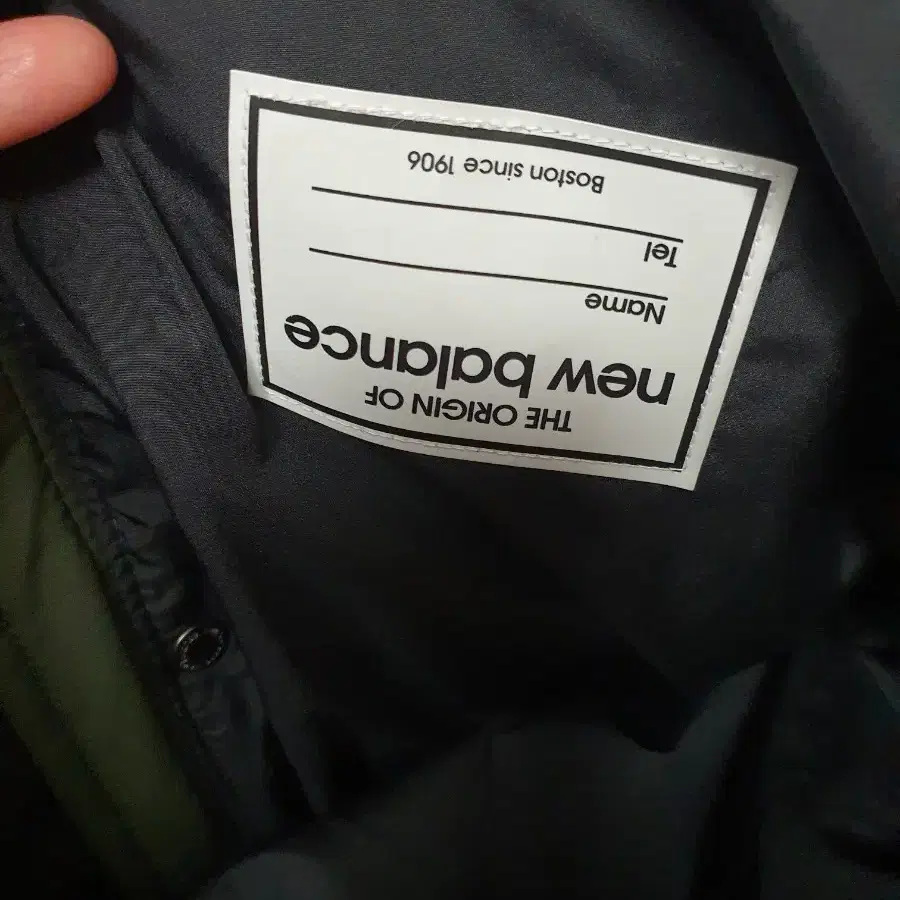 THE ORIGIN OF
new balance
Name
Tel
Boston since 1906